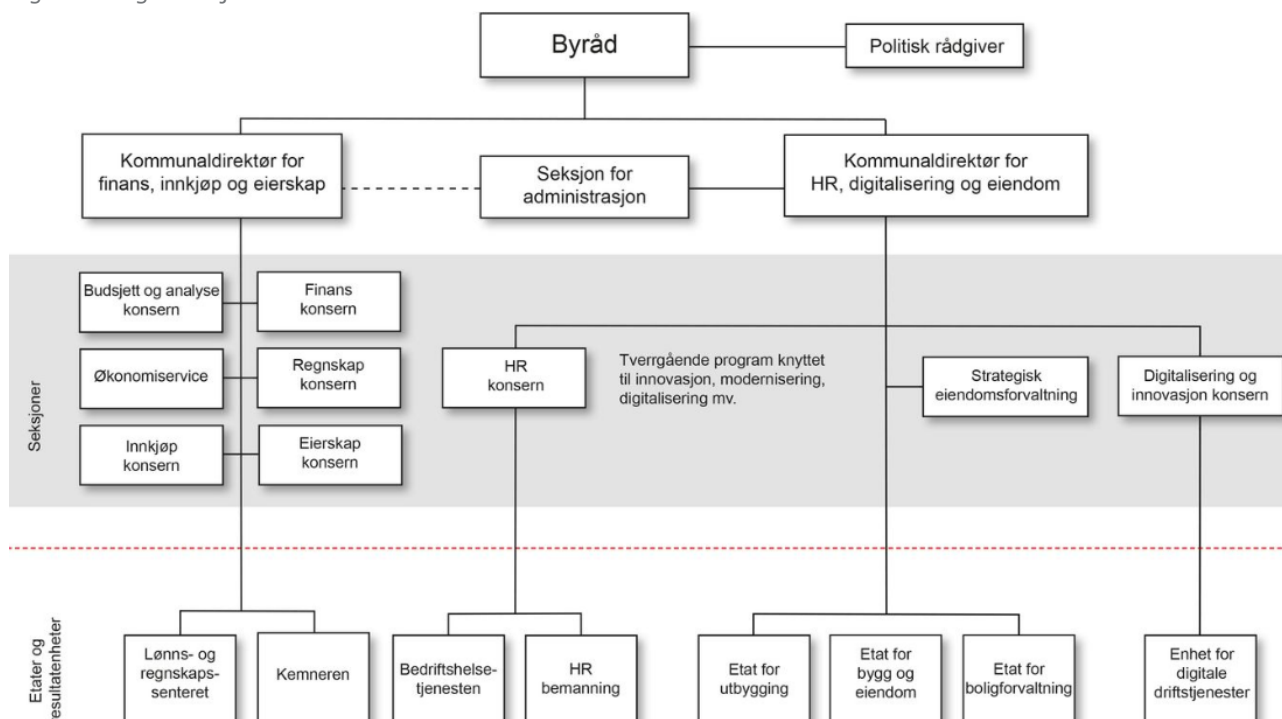 Byråd
Politisk rådgiver
Kommunaldirektør for
finans, innkjøp og eierskap
Seksjon for
administrasjon
Kommunaldirektør for
HR, digitalisering og eiendom
Seksjoner
Budsjett og analyse
konsern
Finans
konsern
Økonomiservice
Regnskap
konsern
Innkjøp
konsern
Eierskap
konsern
HR
konsern
Tverrgående program knyttet
til innovasjon, modernisering,
digitalisering mv.
Strategisk
eiendomsforvaltning
Digitalisering og
innovasjon konsern
Etater og
resultatenheter
Lønns- og
regnskaps-
senteret
Kemneren
Bedriftshelse-
tjenesten
HR
bemanning
Etat for
utbygging
Etat for
bygg og
eiendom
Etat for
boligforvaltning
Enhet for
digitale
driftstjenester